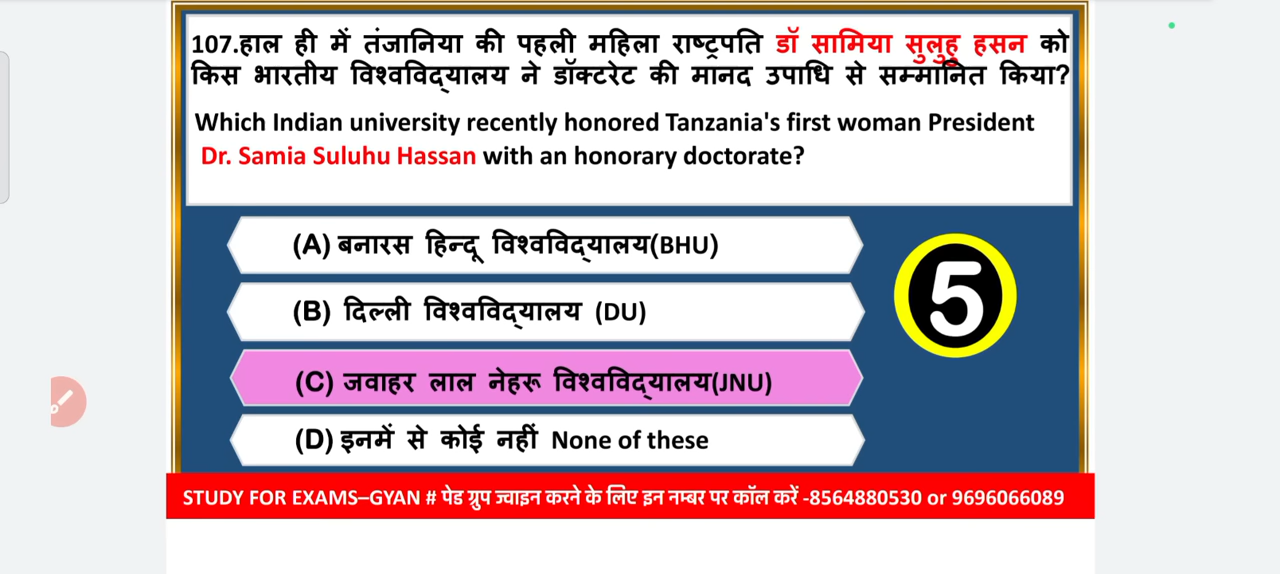 107.हाल ही में तंजानिया की पहली महिला राष्ट्रपति डॉ सामिया सुलुहु हसन को
किस भारतीय विश्वविद्यालय ने डॉक्टरेट की मानद उपाधि से सम्मानित किया?
Which Indian university recently honored Tanzania's first woman President
Dr. Samia Suluhu Hassan with an honorary doctorate?
(A) बनारस हिन्दू विश्वविद्यालय(BHU)
5
(B) दिल्ली विश्वविद्यालय (DU)
(C) जवाहर लाल नेहरू विश्वविद्यालय(JNU)
(D) इनमें से कोई नहीं None of these
STUDY FOR EXAMS–GYAN # पेड ग्रुप ज्वाइन करने के लिए इन नम्बर पर कॉल करें -8564880530 or 9696066089